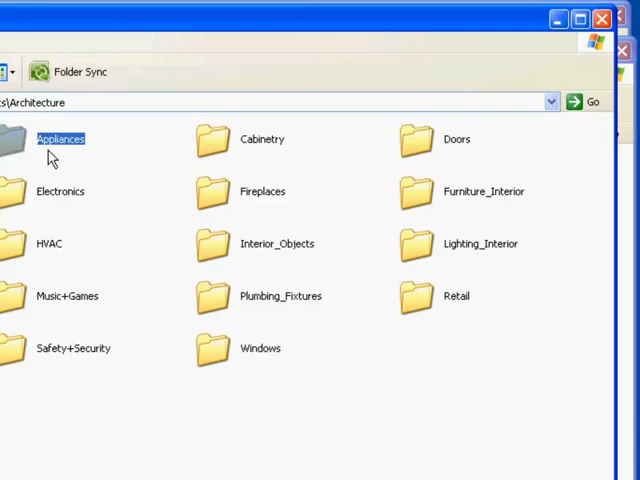 Folder Sync
ts\Architecture
Go
Appliances
Cabinetry
Doors
Electronics
Fireplaces
Furniture_Interior
HVAC
Interior_Objects
Lighting_Interior
Music+Games
Plumbing_Fixtures
Retail
Safety+Security
Windows